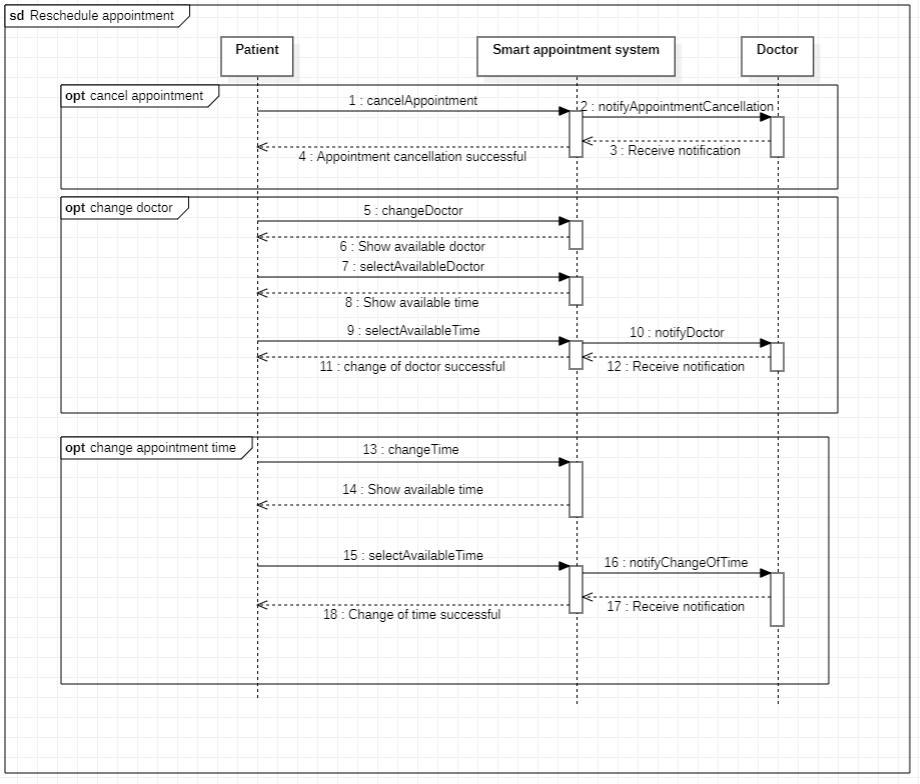 sd Reschedule appointment
Patient
Smart appointment system
Doctor
opt cancel appointment
1 : cancelAppointment
2 : notifyAppointmentCancellation
3 : Receive notification
4 : Appointment cancellation successful
opt change doctor
5 : changeDoctor
6 : Show available doctor
7 : selectAvailableDoctor
8 : Show available time
9 : selectAvailableTime
10 : notifyDoctor
11 : change of doctor successful
12 : Receive notification
opt change appointment time
13 : changeTime
14 : Show available time
15 : selectAvailableTime
16 : notifyChangeOfTime
17 : Receive notification
18 : Change of time successful